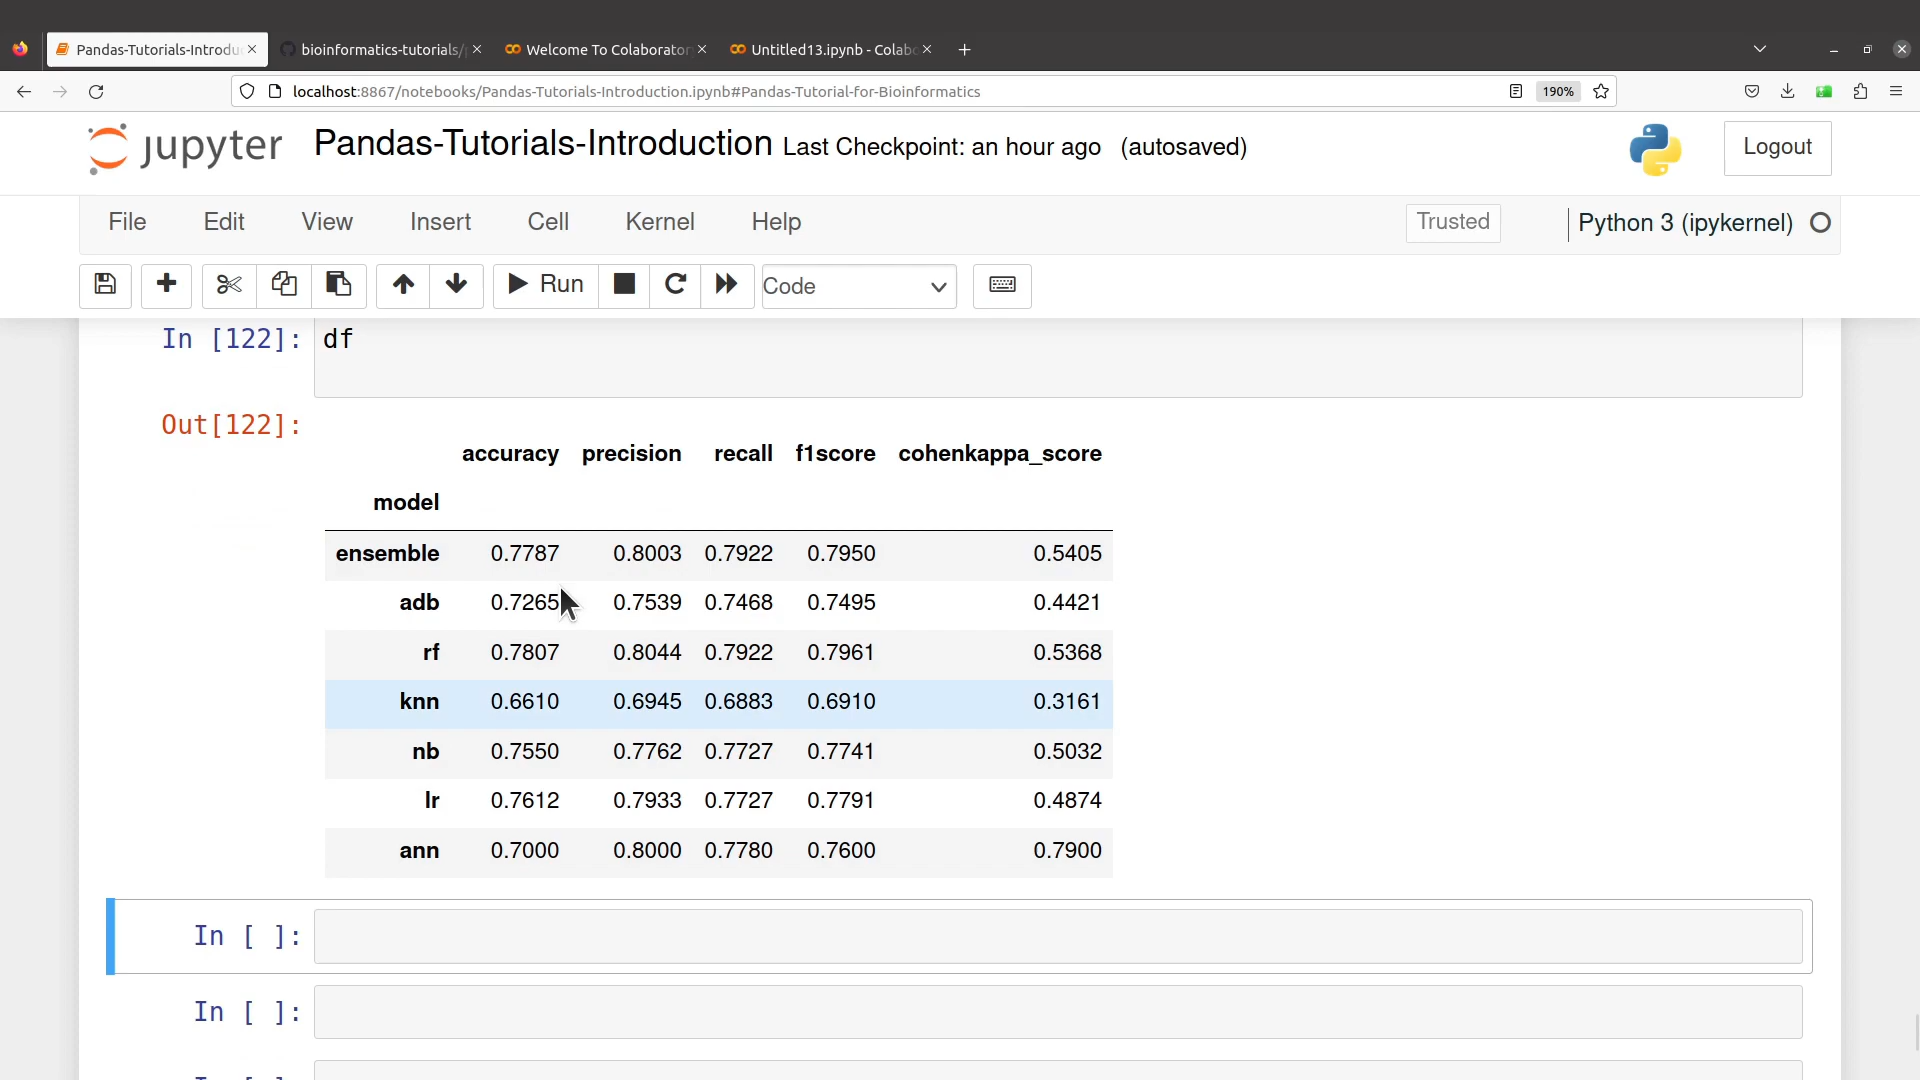 Pandas-Tutorials-Introdu
bioinformatics-tutorials/
Welcome To Colaborator
Untitled13.ipynb - Colab
localhost:8867/notebooks/Pandas-Tutorials-Introduction.ipynb#Pandas-Tutorial-for-Bioinformatics
190%
jupyter Pandas-Tutorials-Introduction Last Checkpoint: an hour ago (autosaved)
Logout
File Edit View Insert Cell Kernel Help
Trusted
Python 3 (ipykernel)
Run
Code
In [122]: df
Out[122]:
accuracy precision recall f1score cohenkappa_score
model
ensemble 0.7787 0.8003 0.7922 0.7950 0.5405
adb 0.7265 0.7539 0.7468 0.7495 0.4421
rf 0.7807 0.8044 0.7922 0.7961 0.5368
knn 0.6610 0.6945 0.6883 0.6910 0.3161
nb 0.7550 0.7762 0.7727 0.7741 0.5032
lr 0.7612 0.7933 0.7727 0.7791 0.4874
ann 0.7000 0.8000 0.7780 0.7600 0.7900
In [ ]:
In [ ]: